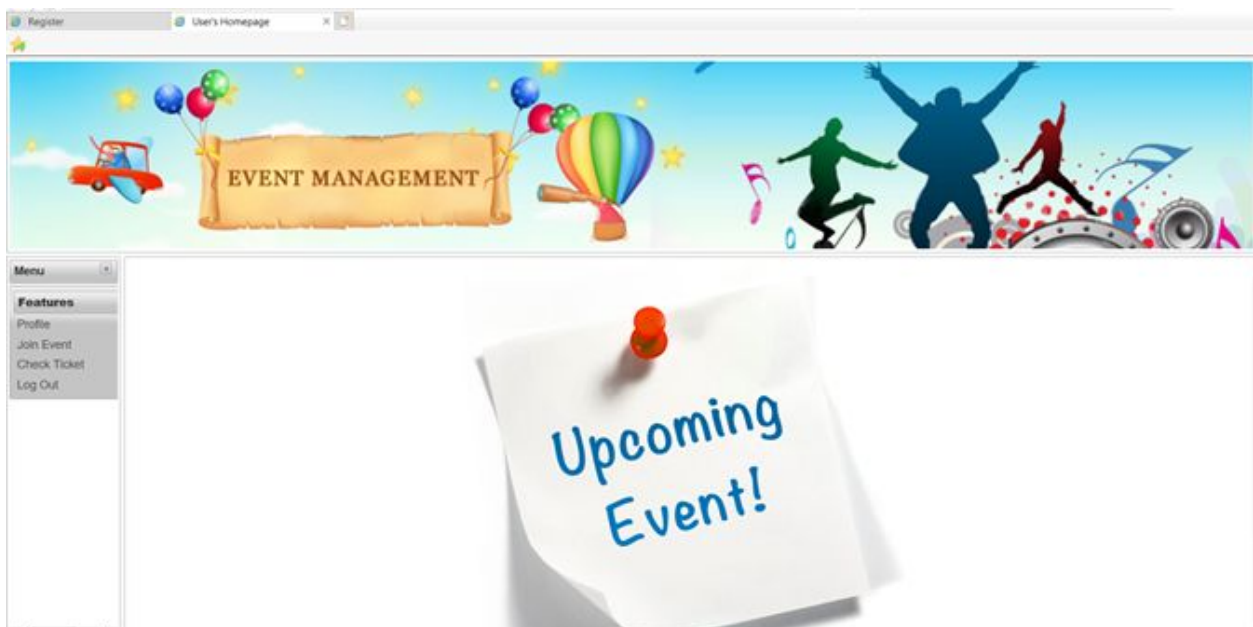 Register
User's Homepage
EVENT MANAGEMENT
Menu
Features
Profile
Join Event
Check Ticket
Log Out
Upcoming
Event!